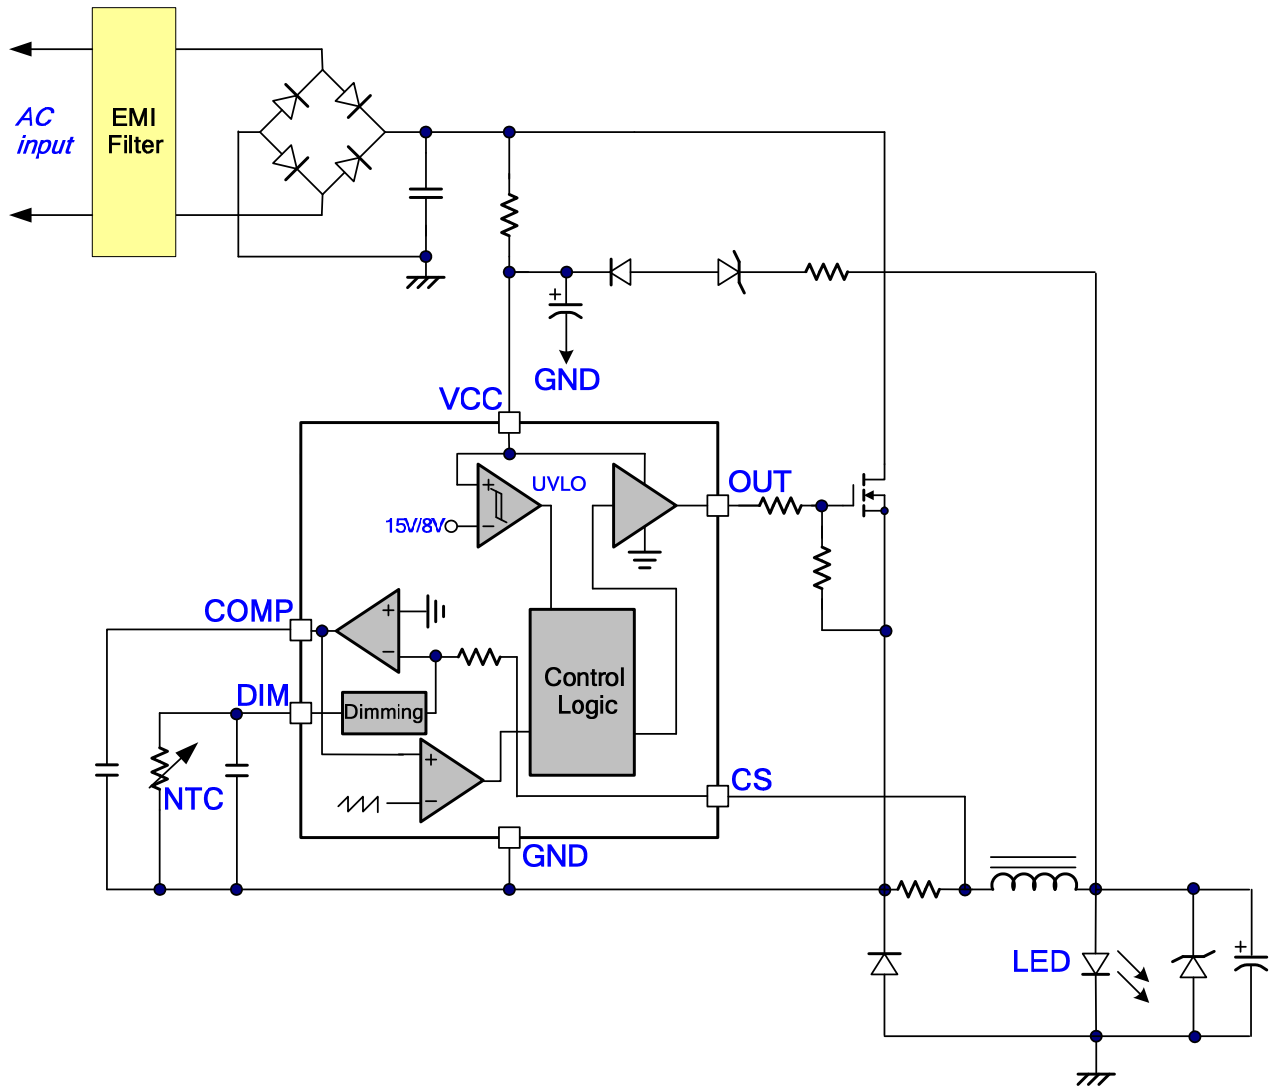 AC
input
EMI
Filter
+
GND
VCC
OUT
+
UVLO
15V/8V
−
COMP
+
−
Control
Logic
DIM
Dimming
+
−
NTC
CS
GND
LED
+